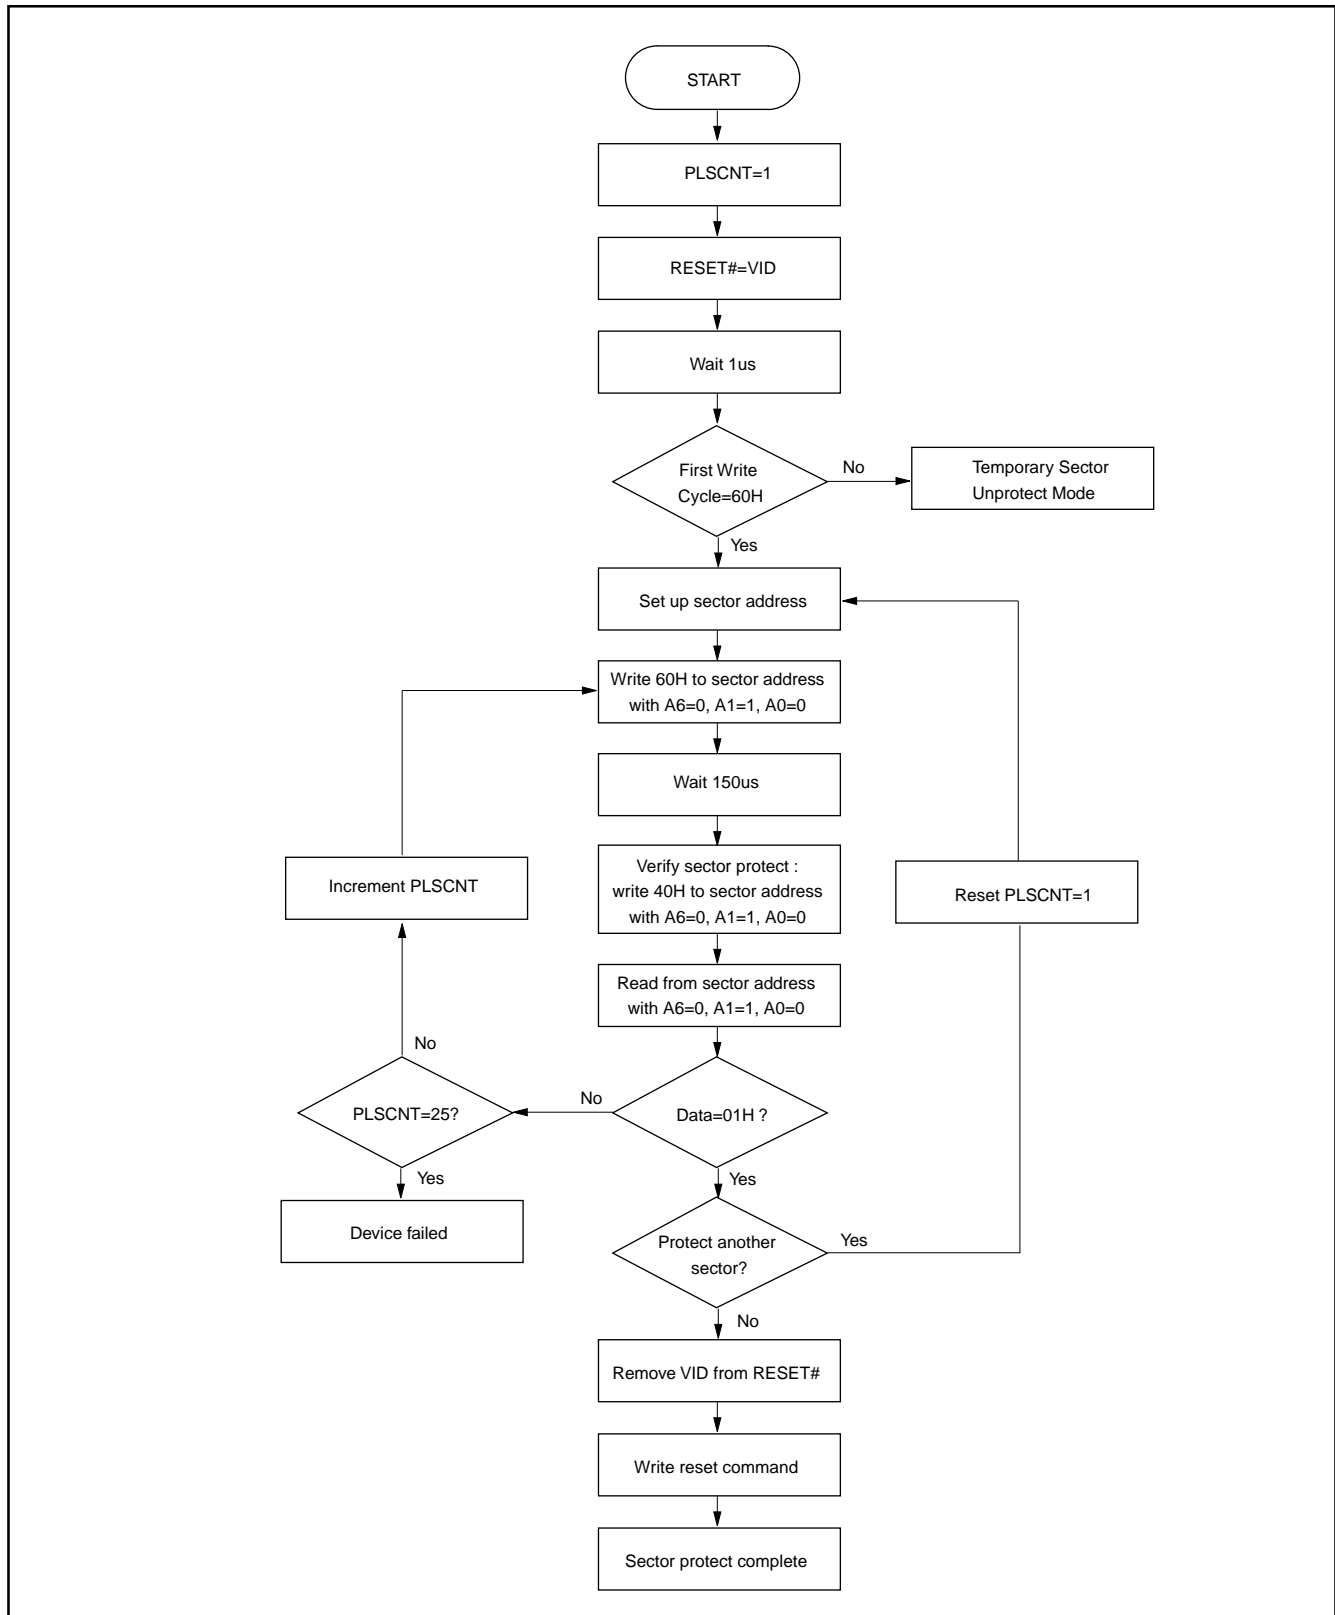 START
PLSCNT=1
RESET#=VID
Wait 1us
First Write
Cycle=60H
No
Temporary Sector
Unprotect Mode
Yes
Set up sector address
Write 60H to sector address
with A6=0, A1=1, A0=0
Wait 150us
Verify sector protect :
write 40H to sector address
with A6=0, A1=1, A0=0
Increment PLSCNT
Reset PLSCNT=1
Read from sector address
with A6=0, A1=1, A0=0
No
PLSCNT=25?
No
Data=01H ?
Yes
Yes
Device failed
Protect another
sector?
Yes
No
Remove VID from RESET#
Write reset command
Sector protect complete